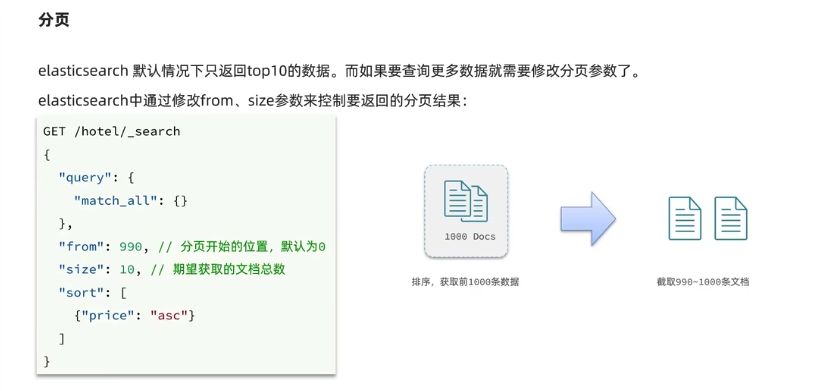 分页
elasticsearch 默认情况下只返回top10的数据。而如果要查询更多数据就需要修改分页参数了。
elasticsearch中通过修改from、size参数来控制要返回的分页结果：
GET /hotel/_search
{
  "query": {
    "match_all": {}
  },
  "from": 990, // 分页开始的位置，默认为0
  "size": 10, // 期望获取的文档总数
  "sort": [
    {"price": "asc"}
  ]
}
1000 Docs
排序，获取前1000条数据
截取990~1000条文档